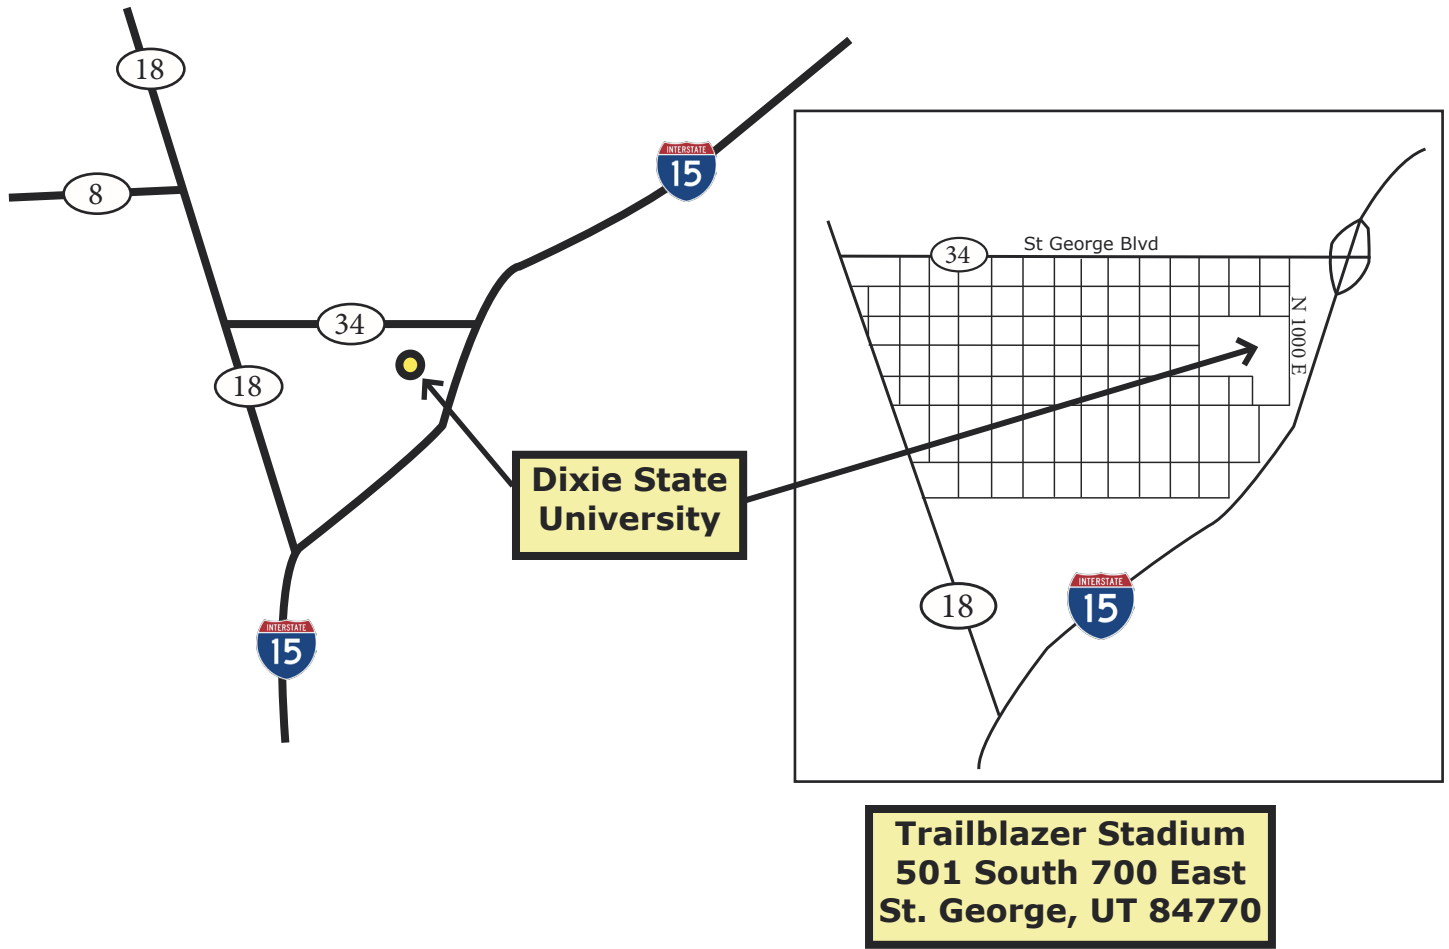 18
8
INTERSTATE
15
34
18
Dixie State
University
INTERSTATE
15
St George Blvd
34
N 1000 E
18
INTERSTATE
15
Trailblazer Stadium
501 South 700 East
St. George, UT 84770